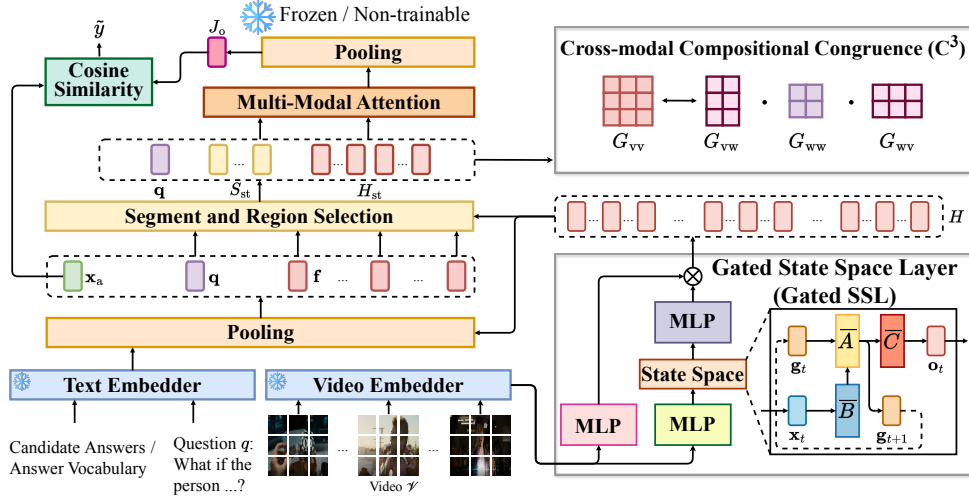 Frozen / Non-trainable
ỹ
J_o
Pooling
Cosine
Similarity
Multi-Modal Attention
q
...
S_st
... ... ...
H_st
Segment and Region Selection
x_a
q
f
...
...
Pooling
Text Embedder
Video Embedder
Candidate Answers /
Answer Vocabulary
Question q:
What if the
person ...?
...
...
Video 𝒱
Cross-modal Compositional Congruence (C³)
G_vv
G_vw
·
G_ww
·
G_wv
... ... ... ... ... ... ... ...
H
Gated State Space Layer
(Gated SSL)
⊗
MLP
State Space
MLP
MLP
g_t
A̅
C̅
o_t
x_t
B̅
g_{t+1}